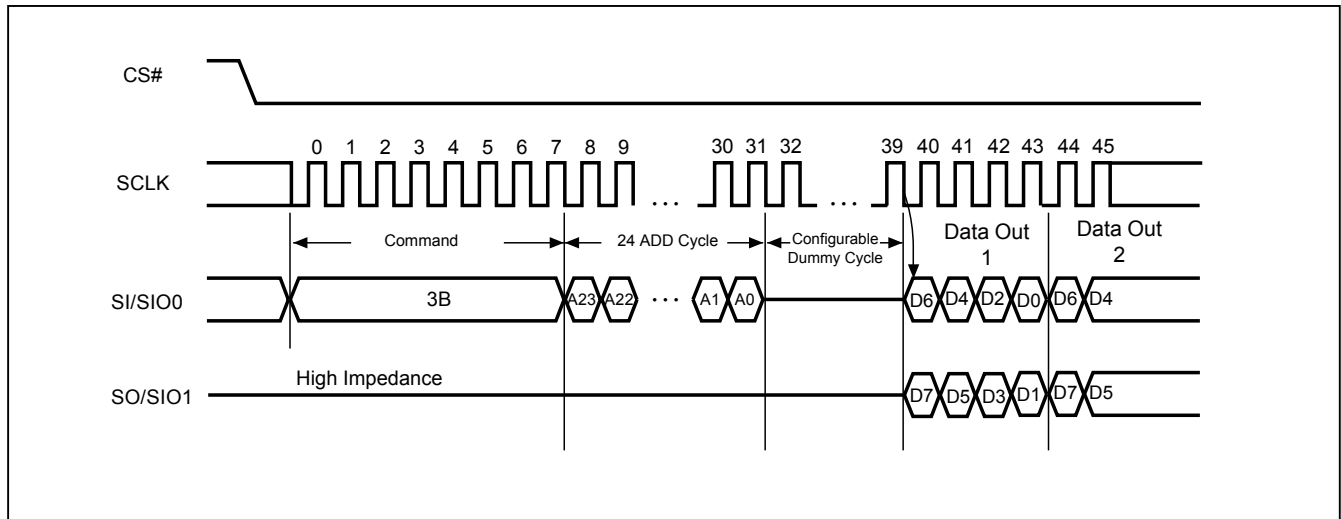 CS#
0 1 2 3 4 5 6 7 8 9 30 31 32 39 40 41 42 43 44 45
SCLK
· · · · · ·
Command 24 ADD Cycle Configurable Dummy Cycle Data Out 1 Data Out 2
SI/SIO0 3B A23 A22 · · · A1 A0 D6 D4 D2 D0 D6 D4
High Impedance
SO/SIO1 D7 D5 D3 D1 D7 D5